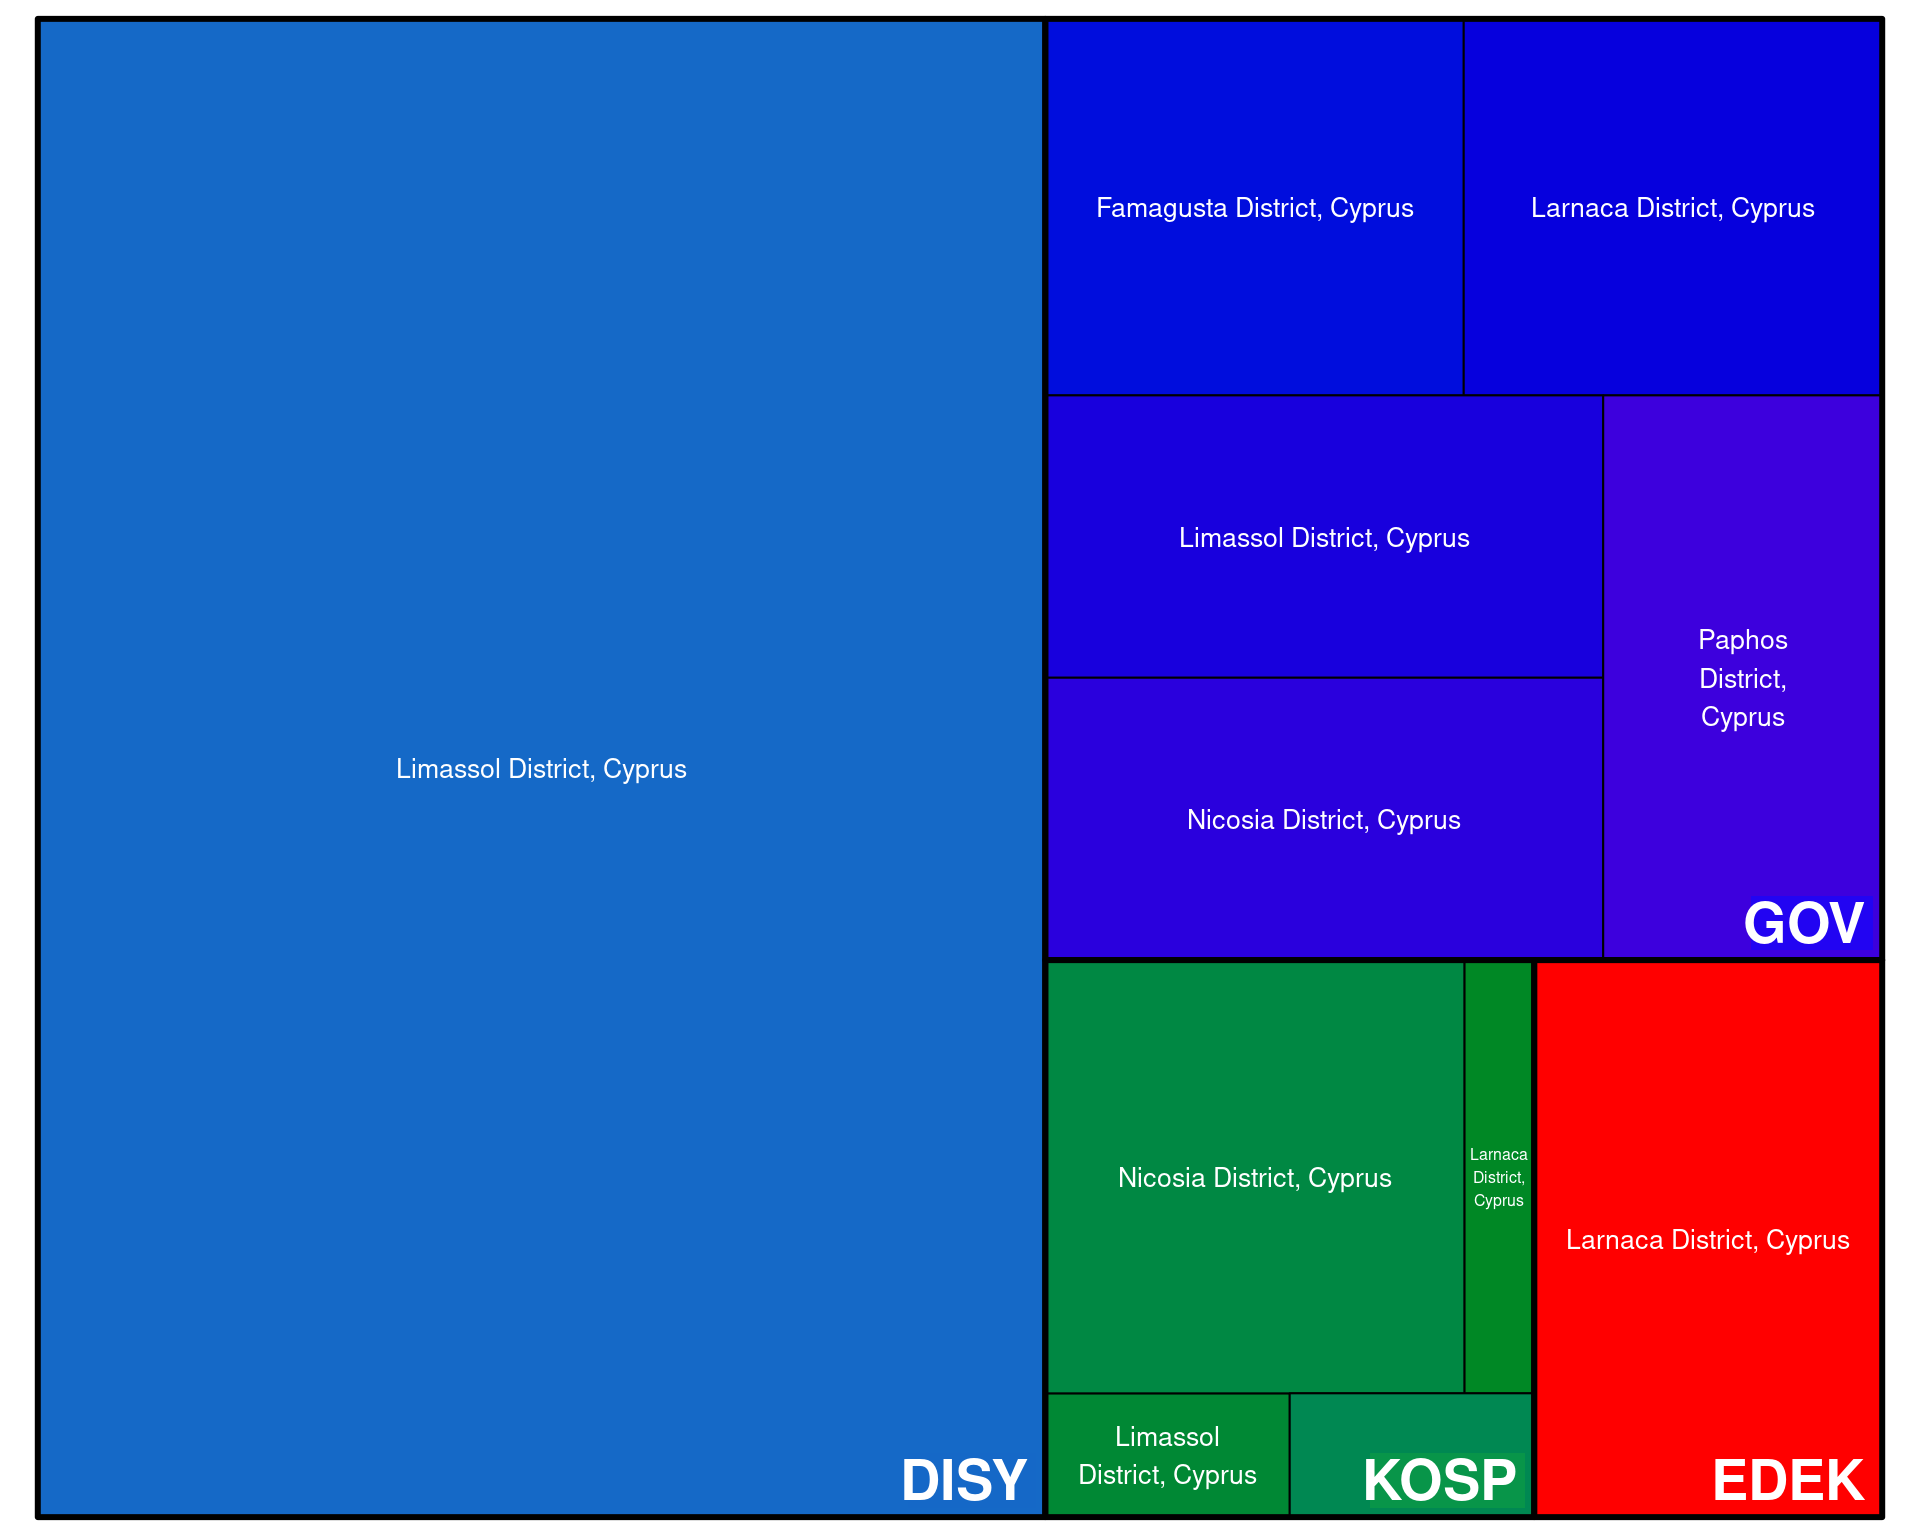 Limassol District, Cyprus
DISY
Famagusta District, Cyprus
Larnaca District, Cyprus
Limassol District, Cyprus
Nicosia District, Cyprus
Paphos
District,
Cyprus
GOV
Nicosia District, Cyprus
Larnaca
District,
Cyprus
Limassol
District, Cyprus
KOSP
Larnaca District, Cyprus
EDEK